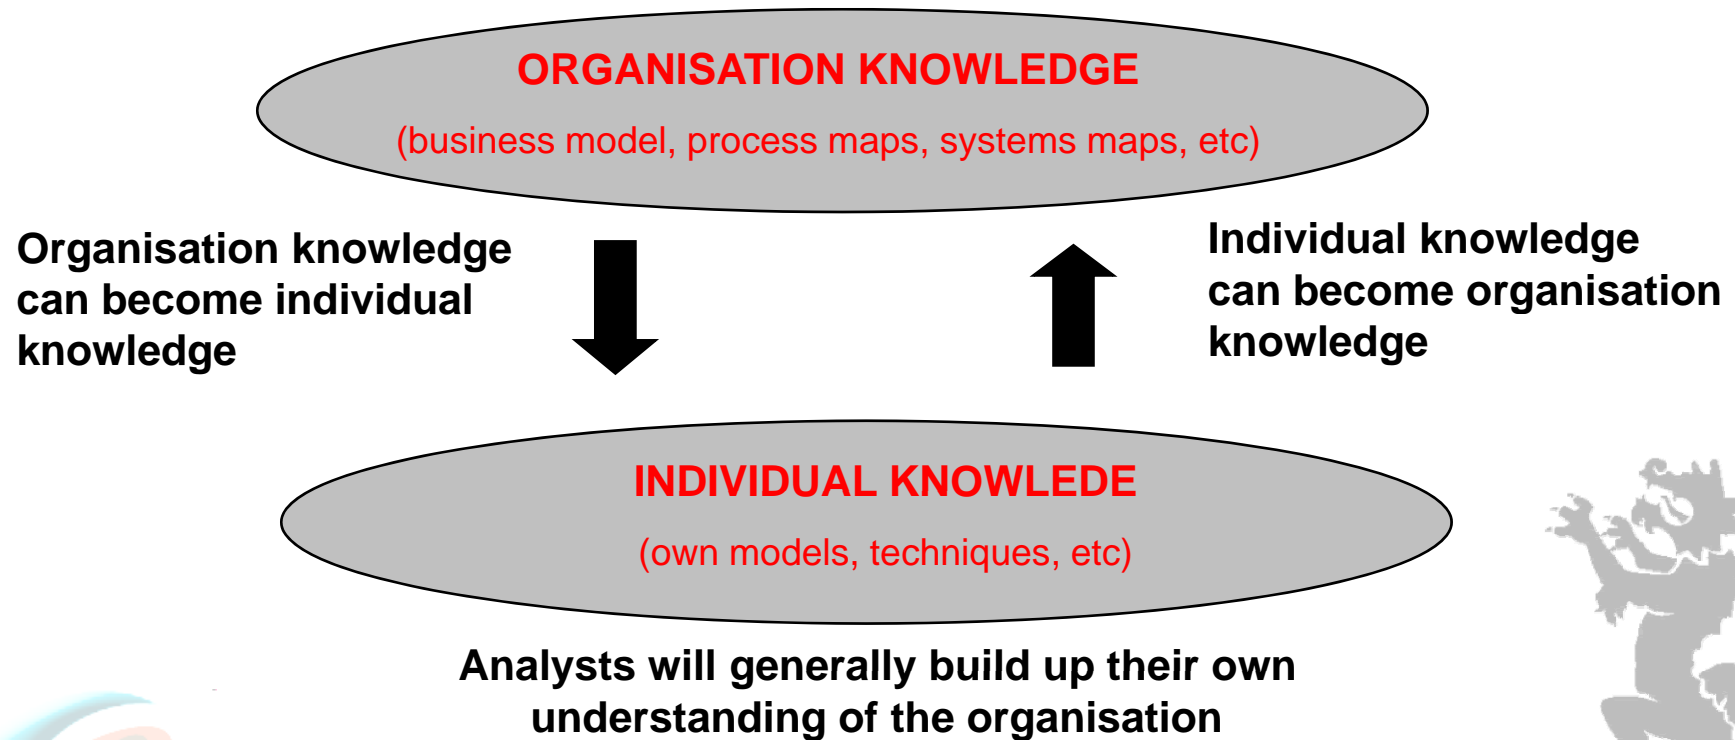 ORGANISATION KNOWLEDGE
(business model, process maps, systems maps, etc)
Organisation knowledge
can become individual
knowledge
Individual knowledge
can become organisation
knowledge
INDIVIDUAL KNOWLEDE
(own models, techniques, etc)
Analysts will generally build up their own
understanding of the organisation